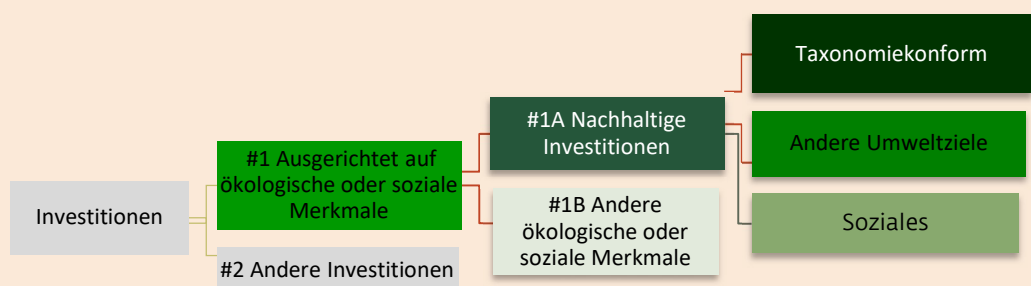 Investitionen
#1 Ausgerichtet auf
ökologische oder soziale
Merkmale
#2 Andere Investitionen
#1A Nachhaltige
Investitionen
#1B Andere
ökologische oder
soziale Merkmale
Taxonomiekonform
Andere Umweltziele
Soziales